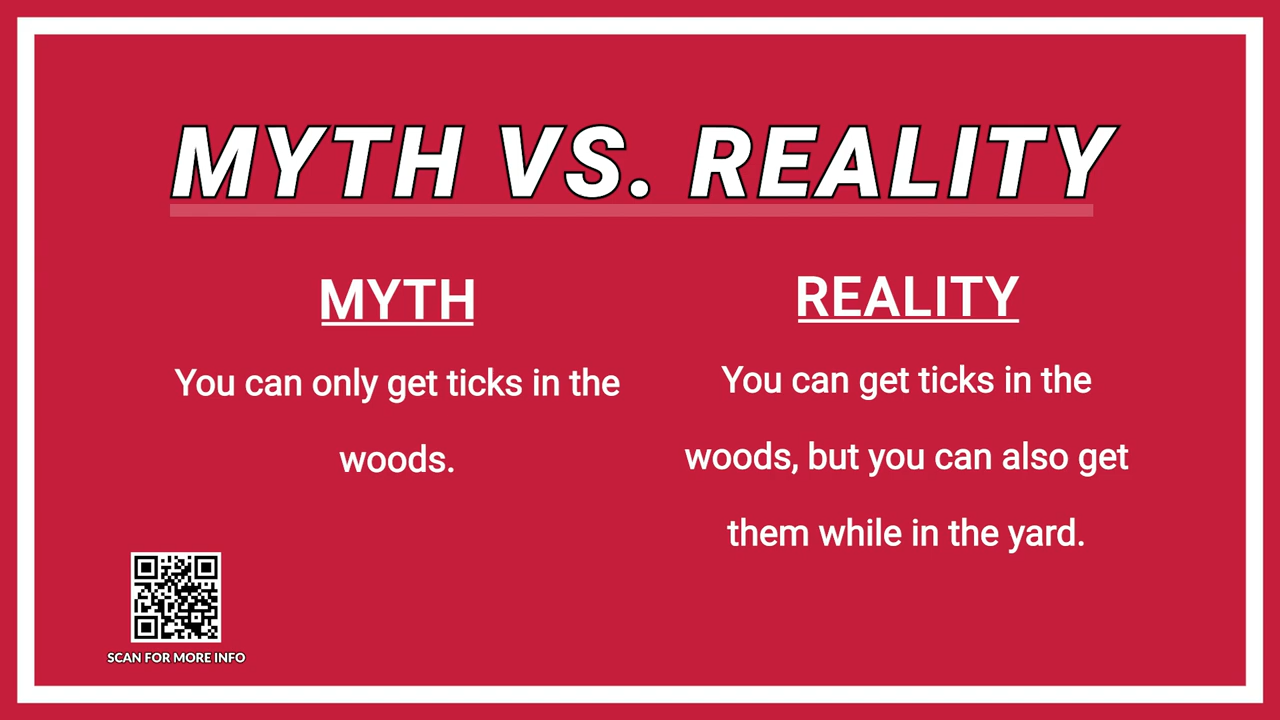 MYTH VS. REALITY
MYTH
You can only get ticks in the
woods.
REALITY
You can get ticks in the
woods, but you can also get
them while in the yard.
SCAN FOR MORE INFO